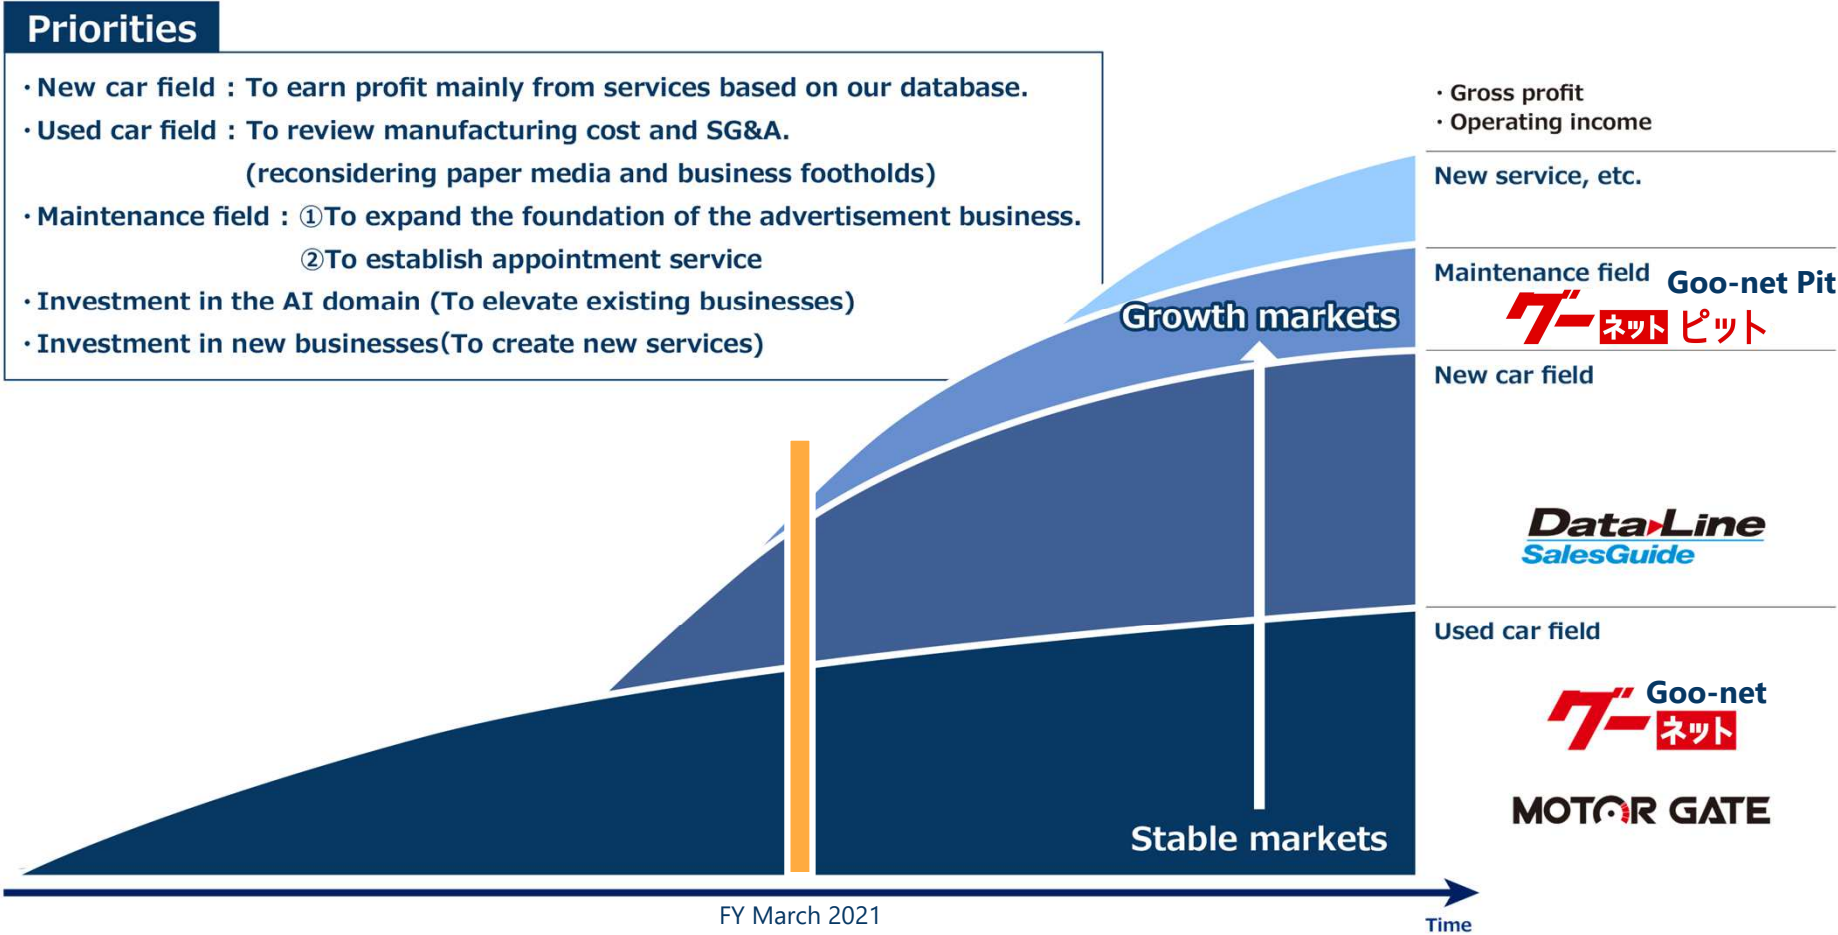 Priorities
・New car field : To earn profit mainly from services based on our database.
・Used car field : To review manufacturing cost and SG&A.
(reconsidering paper media and business footholds)
・Maintenance field : ①To expand the foundation of the advertisement business.
②To establish appointment service
・Investment in the AI domain (To elevate existing businesses)
・Investment in new businesses(To create new services)
・Gross profit
・Operating income
New service, etc.
Maintenance field
Goo-net Pit
グーネット ピット
Growth markets
New car field
DataLine
SalesGuide
Used car field
Goo-net
グーネット
MOTOR GATE
Stable markets
FY March 2021
Time